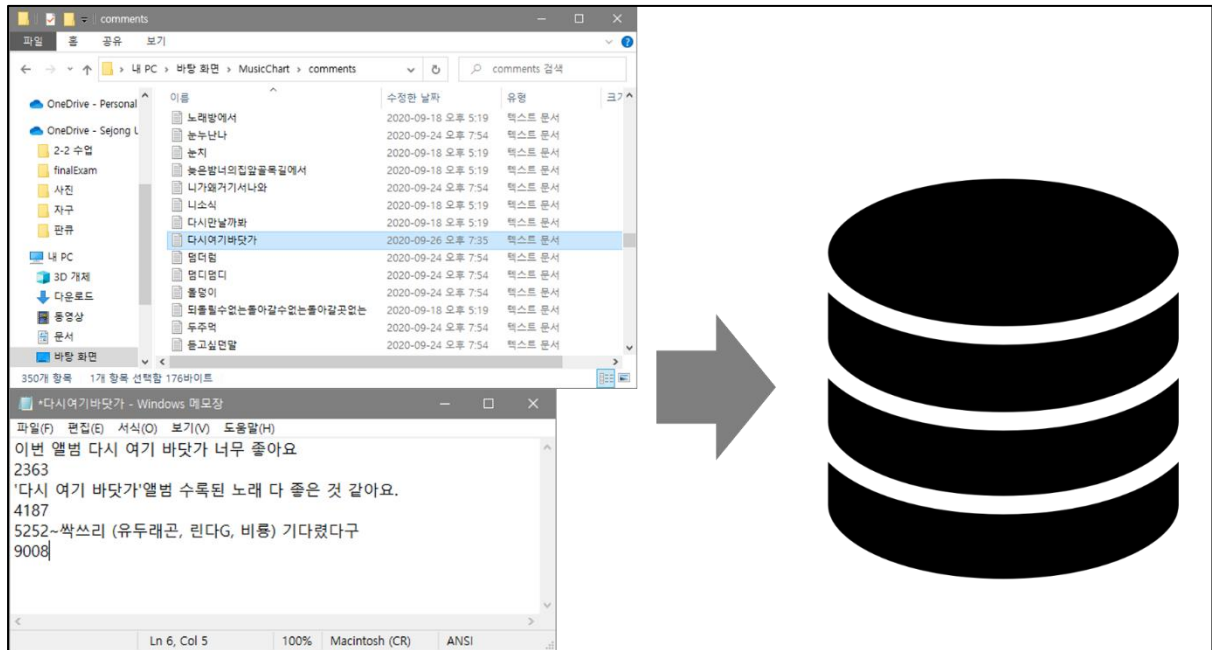 comments
파일 홈 공유 보기
내 PC > 바탕 화면 > MusicChart > comments
comments 검색
이름 수정한 날짜 유형 크기
OneDrive - Personal
OneDrive - Sejong U
2-2 수업
finalExam
사진
자구
판큐
내 PC
3D 개체
다운로드
동영상
문서
바탕 화면
노래방에서 2020-09-18 오후 5:19 텍스트 문서
눈누난나 2020-09-24 오후 7:54 텍스트 문서
눈치 2020-09-18 오후 5:19 텍스트 문서
늦은밤너의집앞골목길에서 2020-09-18 오후 5:19 텍스트 문서
니가왜거기서나와 2020-09-24 오후 7:54 텍스트 문서
니소식 2020-09-18 오후 5:19 텍스트 문서
다시만날까봐 2020-09-18 오후 5:19 텍스트 문서
다시여기바닷가 2020-09-26 오후 7:35 텍스트 문서
덤더럼 2020-09-24 오후 7:54 텍스트 문서
덤디덤디 2020-09-24 오후 7:54 텍스트 문서
돌덩이 2020-09-24 오후 7:54 텍스트 문서
되돌릴수없는돌아갈수없는돌아갈곳없는 2020-09-18 오후 5:19 텍스트 문서
두주먹 2020-09-24 오후 7:54 텍스트 문서
듣고싶던말 2020-09-24 오후 7:54 텍스트 문서
350개 항목 1개 항목 선택함 176바이트
*다시여기바닷가 - Windows 메모장
파일(F) 편집(E) 서식(O) 보기(V) 도움말(H)
이번 앨범 다시 여기 바닷가 너무 좋아요
2363
'다시 여기 바닷가'앨범 수록된 노래 다 좋은 것 같아요.
4187
5252~싹쓰리 (유두래곤, 린다G, 비룡) 기다렸다구
9008
Ln 6, Col 5 100% Macintosh (CR) ANSI